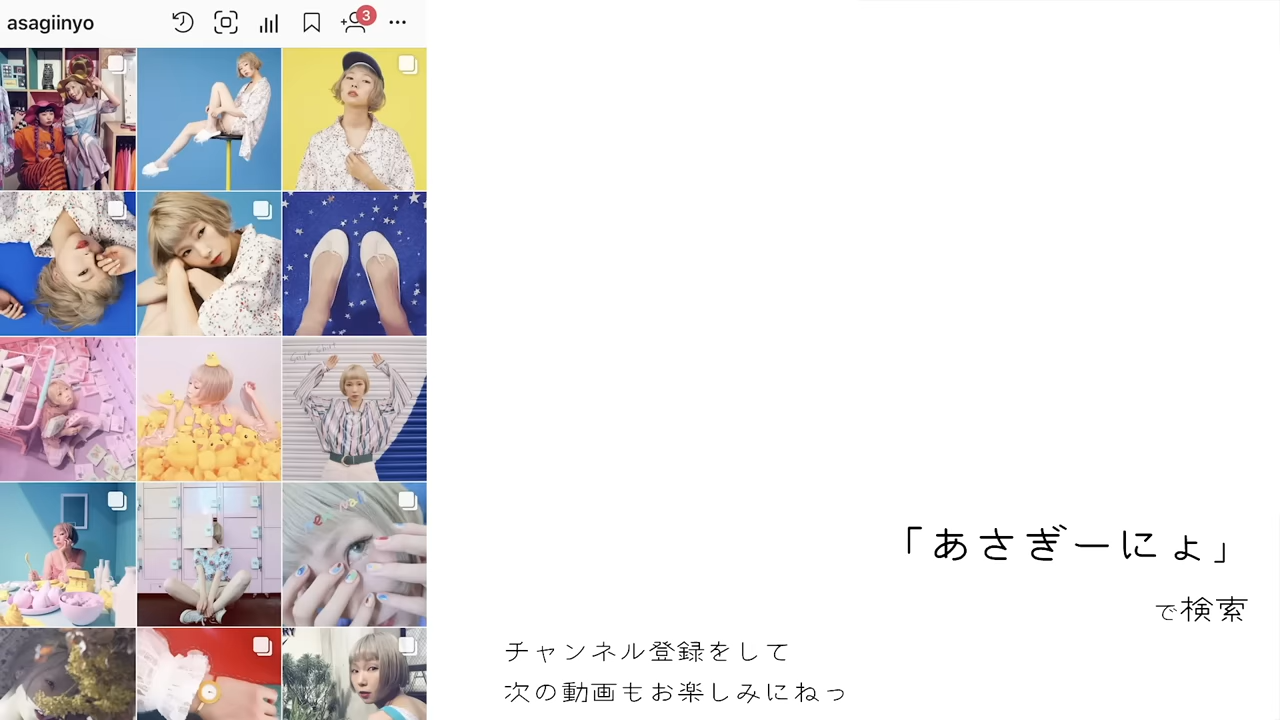 asagiinyo
3
「あさぎーにょ」
で検索
チャンネル登録をして
次の動画もお楽しみにねっ